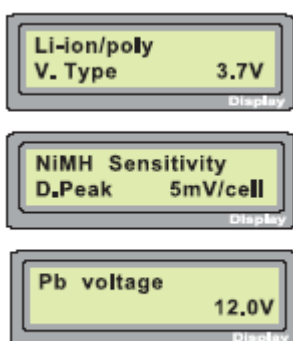 Li-ion/poly
V. Type 3.7V
Display
NiMH Sensitivity
D.Peak 5mV/cell
Display
Pb voltage
12.0V
Display